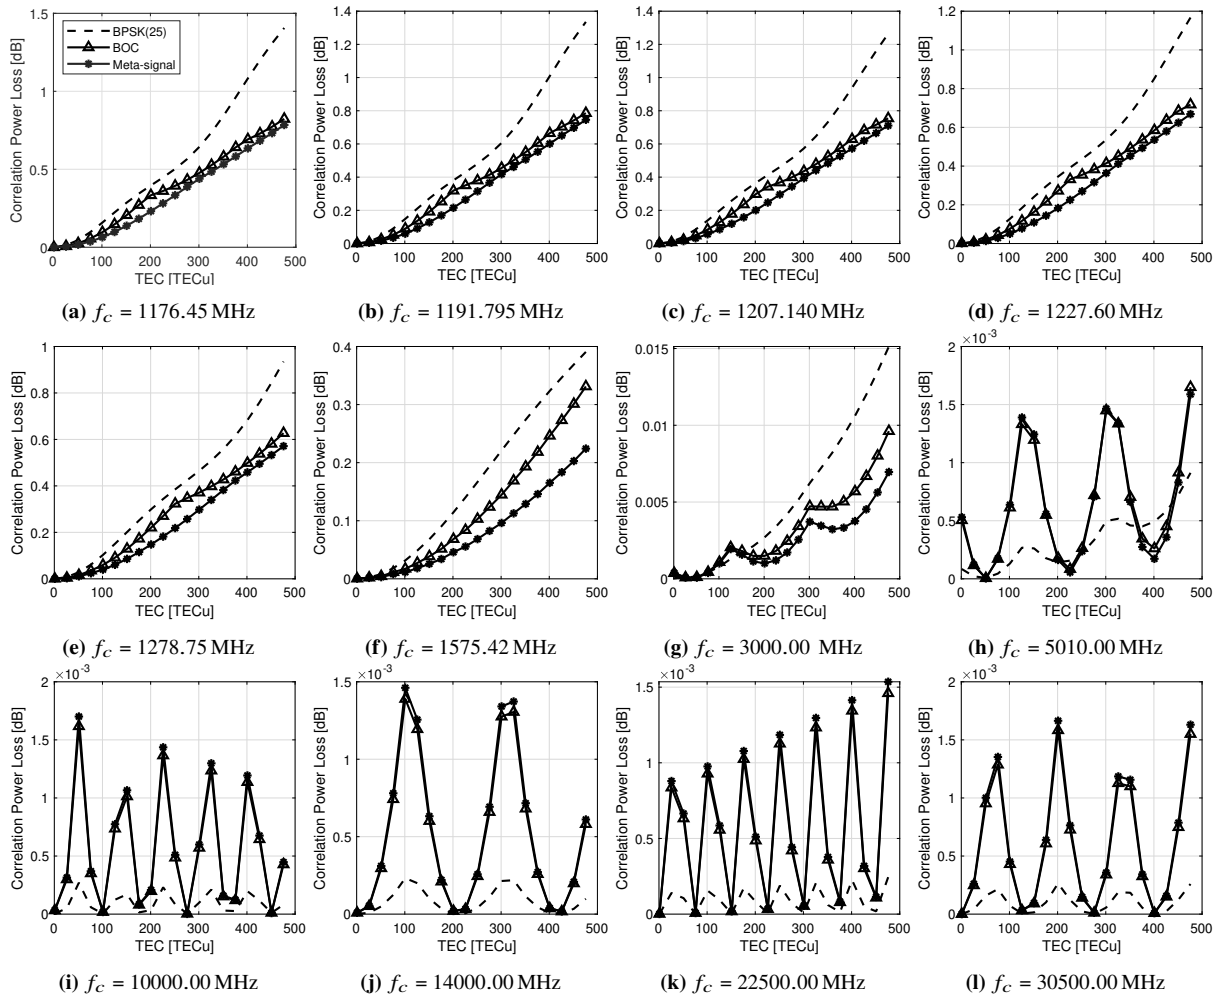 1.5
1
0.5
0
Correlation Power Loss [dB]
BPSK(25)
BOC
Meta-signal
0 100 200 300 400 500
TEC [TECu]
(a) f_c = 1176.45 MHz
1.4
1.2
1
0.8
0.6
0.4
0.2
0
Correlation Power Loss [dB]
0 100 200 300 400 500
TEC [TECu]
(b) f_c = 1191.795 MHz
1.4
1.2
1
0.8
0.6
0.4
0.2
0
Correlation Power Loss [dB]
0 100 200 300 400 500
TEC [TECu]
(c) f_c = 1207.140 MHz
1.2
1
0.8
0.6
0.4
0.2
0
Correlation Power Loss [dB]
0 100 200 300 400 500
TEC [TECu]
(d) f_c = 1227.60 MHz
1
0.8
0.6
0.4
0.2
0
Correlation Power Loss [dB]
0 100 200 300 400 500
TEC [TECu]
(e) f_c = 1278.75 MHz
0.4
0.3
0.2
0.1
0
Correlation Power Loss [dB]
0 100 200 300 400 500
TEC [TECu]
(f) f_c = 1575.42 MHz
0.015
0.01
0.005
0
Correlation Power Loss [dB]
0 100 200 300 400 500
TEC [TECu]
(g) f_c = 3000.00 MHz
×10⁻³
2
1.5
1
0.5
0
Correlation Power Loss [dB]
0 100 200 300 400 500
TEC [TECu]
(h) f_c = 5010.00 MHz
×10⁻³
2
1.5
1
0.5
0
Correlation Power Loss [dB]
0 100 200 300 400 500
TEC [TECu]
(i) f_c = 10000.00 MHz
×10⁻³
1.5
1
0.5
0
Correlation Power Loss [dB]
0 100 200 300 400 500
TEC [TECu]
(j) f_c = 14000.00 MHz
×10⁻³
1.5
1
0.5
0
Correlation Power Loss [dB]
0 100 200 300 400 500
TEC [TECu]
(k) f_c = 22500.00 MHz
×10⁻³
2
1.5
1
0.5
0
Correlation Power Loss [dB]
0 100 200 300 400 500
TEC [TECu]
(l) f_c = 30500.00 MHz